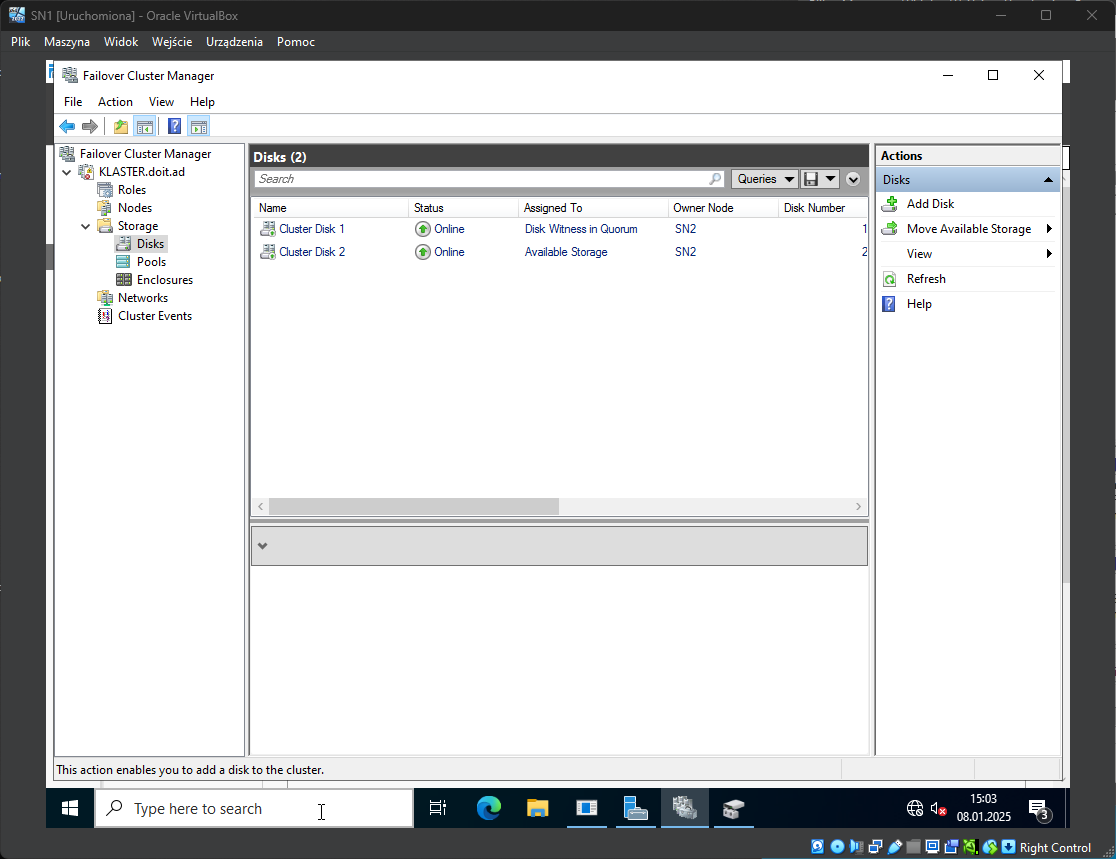 SN1 [Uruchomiona] - Oracle VirtualBox
Plik Maszyna Widok Wejście Urządzenia Pomoc
Failover Cluster Manager
File Action View Help
Failover Cluster Manager
KLASTER.doit.ad
Roles
Nodes
Storage
Disks
Pools
Enclosures
Networks
Cluster Events
Disks (2)
Search
Queries
Name Status Assigned To Owner Node Disk Number
Cluster Disk 1 Online Disk Witness in Quorum SN2 1
Cluster Disk 2 Online Available Storage SN2 2
Actions
Disks
Add Disk
Move Available Storage
View
Refresh
Help
This action enables you to add a disk to the cluster.
Type here to search
15:03
08.01.2025
3
Right Control